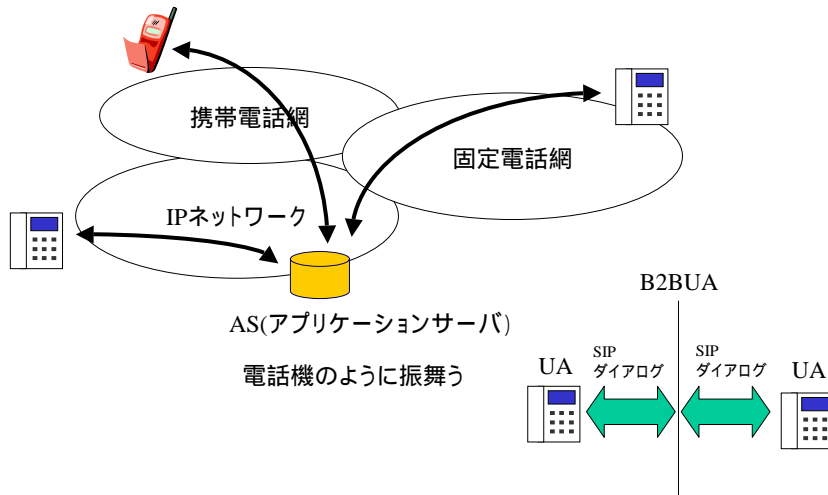 携帯電話網
固定電話網
IPネットワーク
AS(アプリケーションサーバ)
電話機のように振舞う
B2BUA
UA
SIP
ダイアログ
SIP
ダイアログ
UA